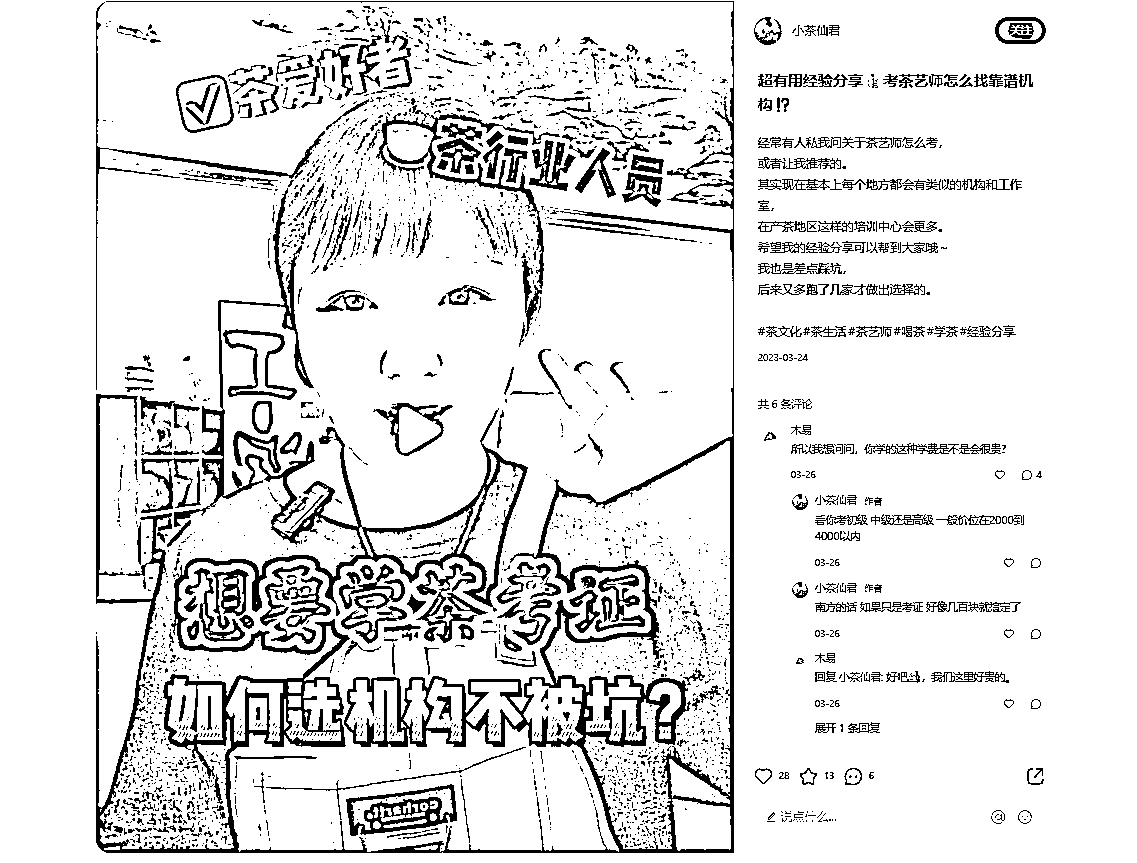 茶爱好者
茶行业人员
工
想要学茶考证
如何选机构不被坑?
小茶仙君
关注
超有用经验分享 考茶艺师怎么找靠谱机
构⁉
经常有人私我问关于茶艺师怎么考，
或者让我推荐的。
其实现在基本上每个地方都会有类似的机构和工作
室，
在产茶地区这样的培训中心会更多。
希望我的经验分享可以帮到大家哦~
我也是差点踩坑，
后来又多跑了几家才做出选择的。
#茶文化 #茶生活 #茶艺师 #喝茶 #学茶 #经验分享
2023-03-24
共 6 条评论
木易
所以我想问问，你学的这种学费是不是会很贵？
03-26
4
小茶仙君 作者
看你考初级 中级还是高级 一般价位在2000到
4000以内
03-26
小茶仙君 作者
南方的话 如果只是考证 好像几百块就搞定了
03-26
木易
回复 小茶仙君: 好吧，我们这里好贵的。
03-26
展开 1 条回复
28 13 6
说点什么...